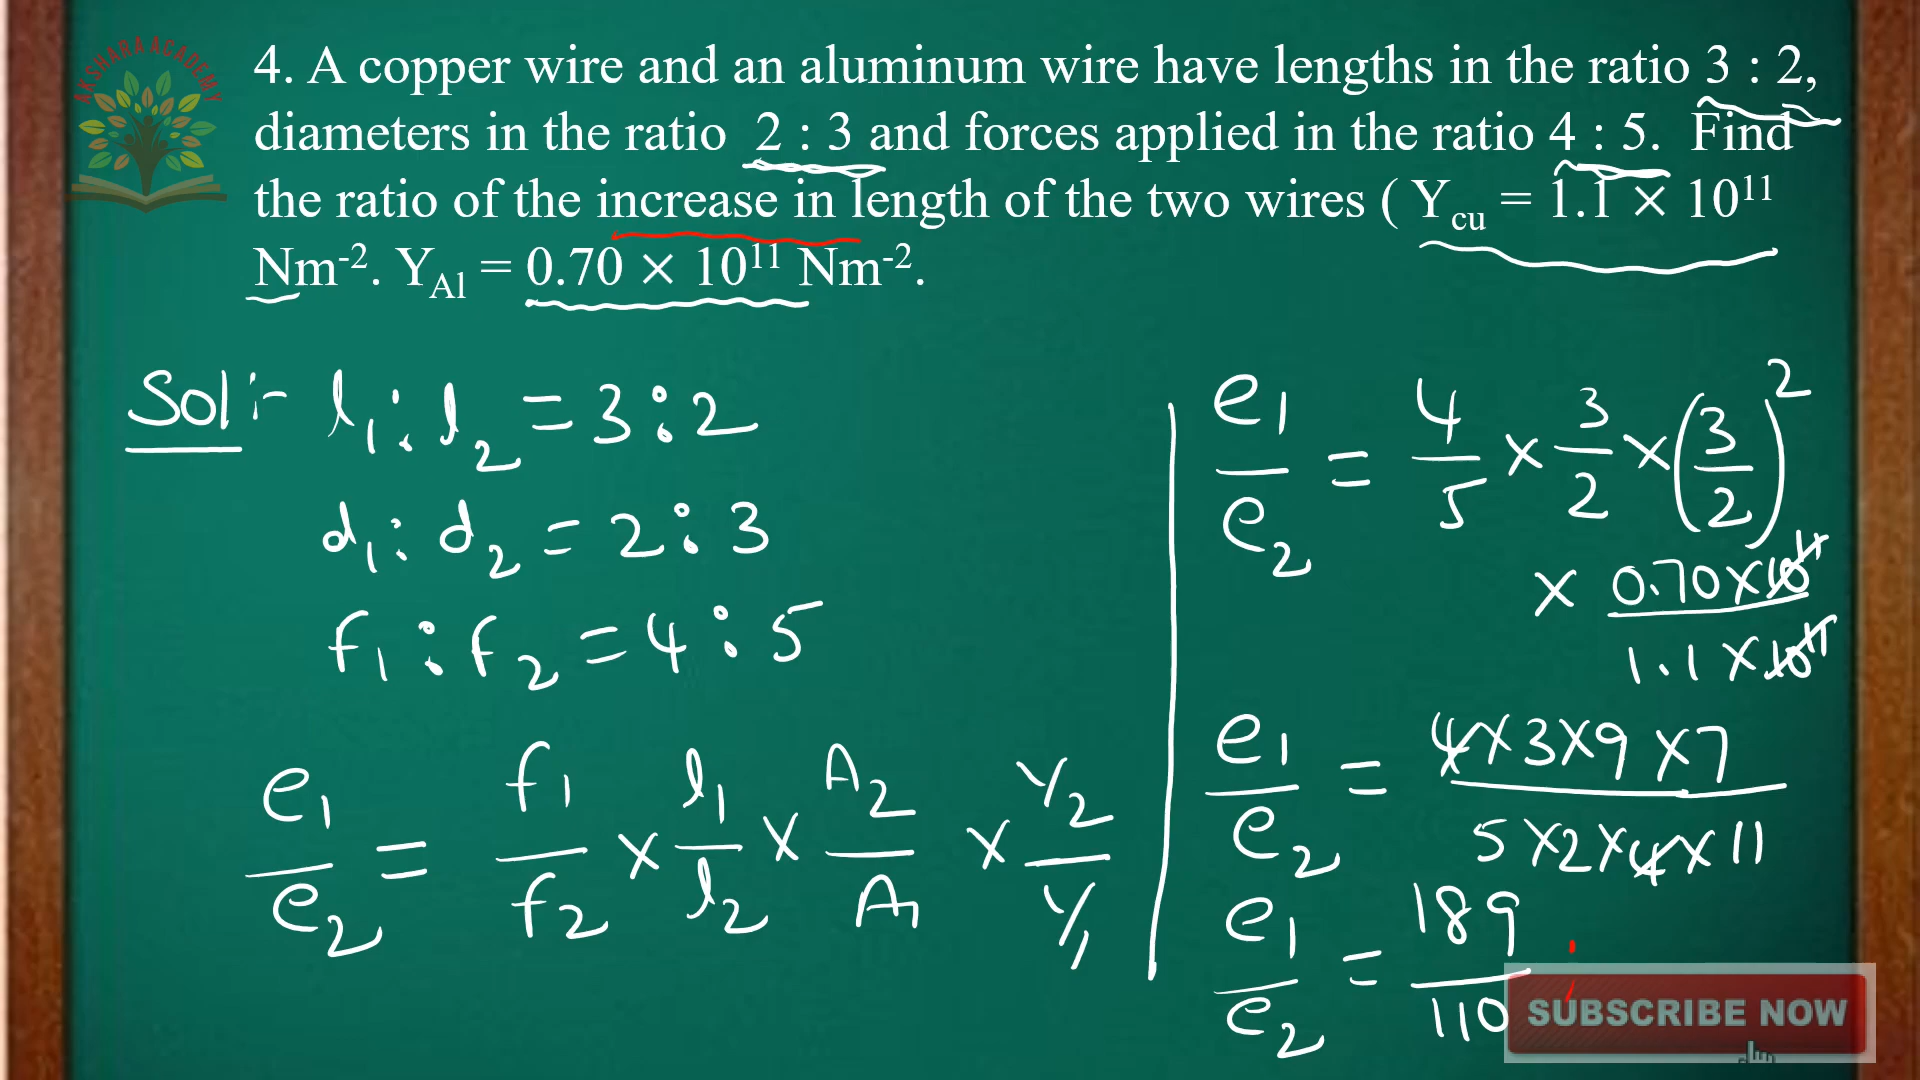 AKSHARA ACADEMY
4. A copper wire and an aluminum wire have lengths in the ratio 3 : 2,
diameters in the ratio 2 : 3 and forces applied in the ratio 4 : 5. Find
the ratio of the increase in length of the two wires ( Ycu = 1.1 × 10¹¹
Nm⁻². YAl = 0.70 × 10¹¹ Nm⁻².
Sol:- l₁ : l₂ = 3 : 2
d₁ : d₂ = 2 : 3
f₁ : f₂ = 4 : 5
e₁/e₂ = f₁/f₂ × l₁/l₂ × A₂/A₁ × Y₂/Y₁
e₁/e₂ = 4/5 × 3/2 × (3/2)²
× 0.70×10¹¹/1.1×10¹¹
e₁/e₂ = 4×3×9×7/5×2×4×11
e₁/e₂ = 189/110
SUBSCRIBE NOW